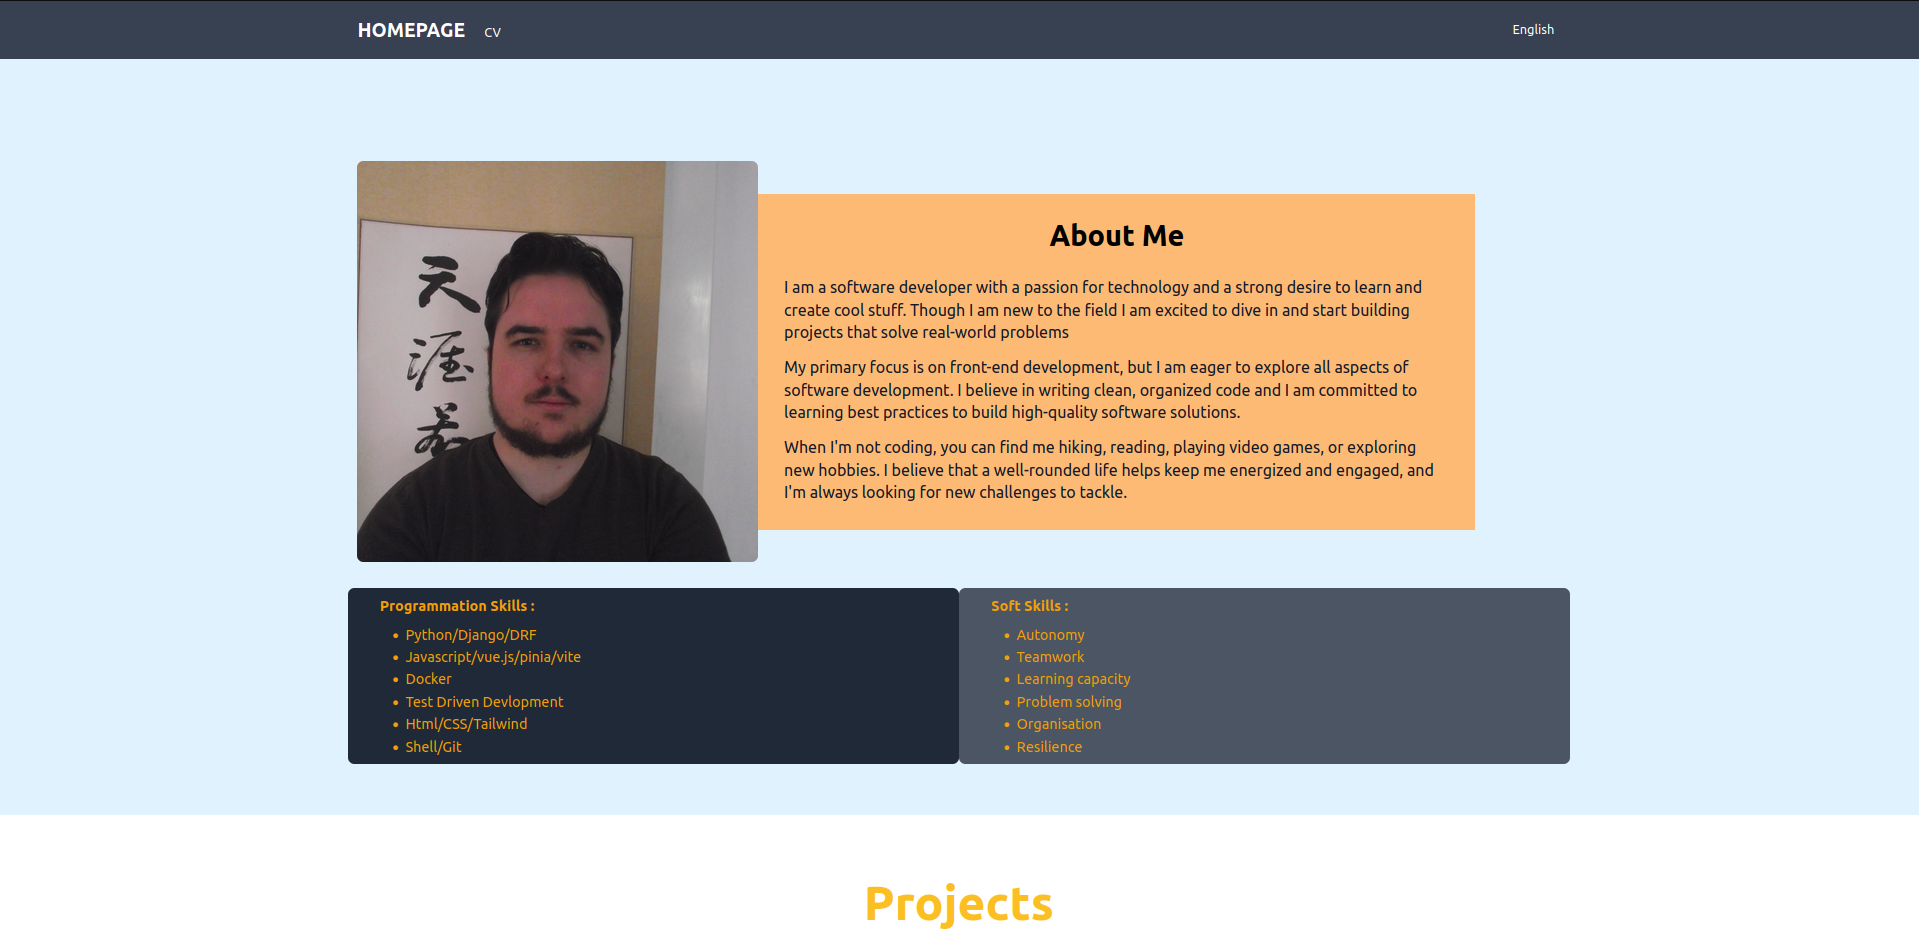 HOMEPAGE CV English
天
涯
About Me
I am a software developer with a passion for technology and a strong desire to learn and
create cool stuff. Though I am new to the field I am excited to dive in and start building
projects that solve real-world problems
My primary focus is on front-end development, but I am eager to explore all aspects of
software development. I believe in writing clean, organized code and I am committed to
learning best practices to build high-quality software solutions.
When I'm not coding, you can find me hiking, reading, playing video games, or exploring
new hobbies. I believe that a well-rounded life helps keep me energized and engaged, and
I'm always looking for new challenges to tackle.
Programmation Skills :
• Python/Django/DRF
• Javascript/vue.js/pinia/vite
• Docker
• Test Driven Devlopment
• Html/CSS/Tailwind
• Shell/Git
Soft Skills :
• Autonomy
• Teamwork
• Learning capacity
• Problem solving
• Organisation
• Resilience
Projects